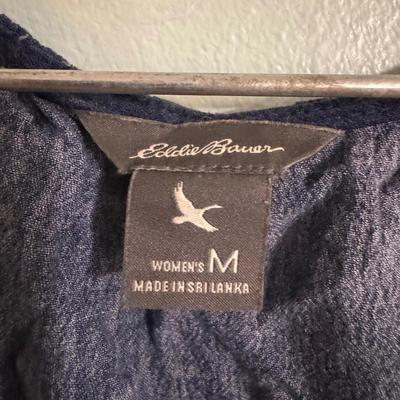 Eddie Bauer
WOMEN'S M
MADE IN SRI LANKA